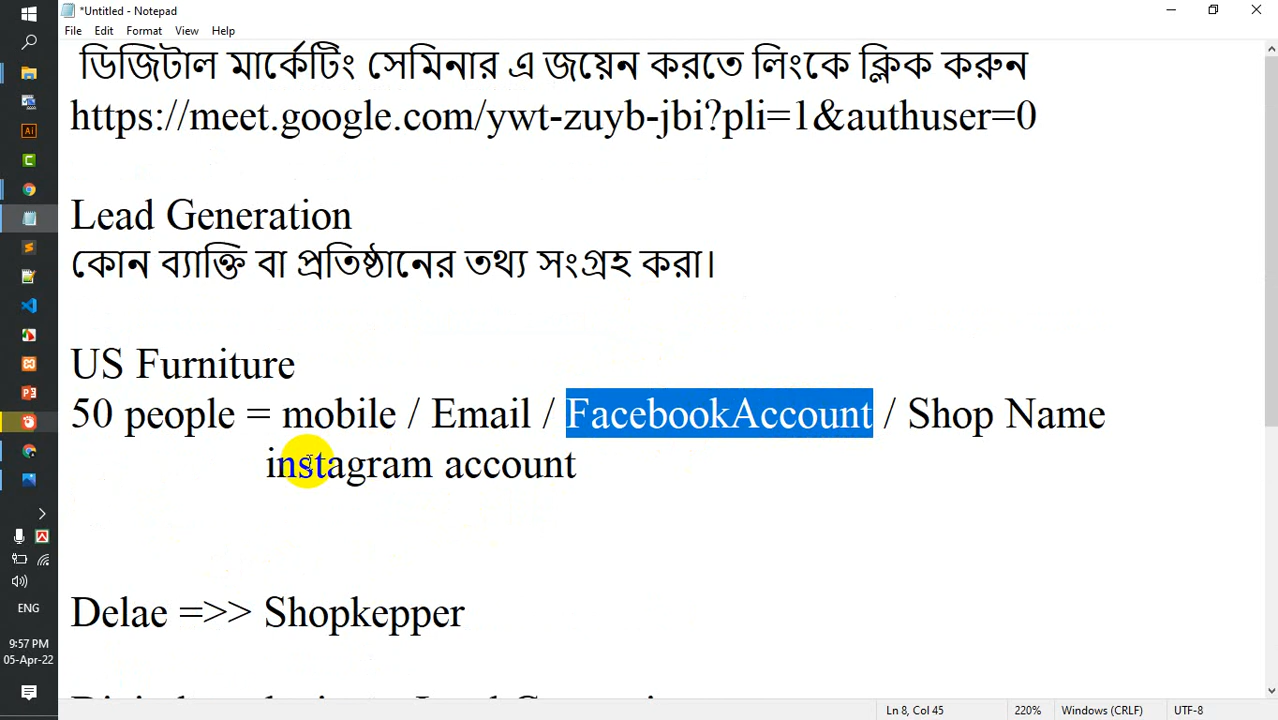 *Untitled - Notepad
File Edit Format View Help
ডিজিটাল মার্কেটিং সেমিনার এ জয়েন করতে লিংকে ক্লিক করুন
https://meet.google.com/ywt-zuyb-jbi?pli=1&authuser=0
Lead Generation
কোন ব্যাক্তি বা প্রতিষ্ঠানের তথ্য সংগ্রহ করা।
US Furniture
50 people = mobile / Email / FacebookAccount / Shop Name
instagram account
Delae =>> Shopkepper
ENG
9:57 PM
05-Apr-22
Ln 8, Col 45
220%
Windows (CRLF)
UTF-8